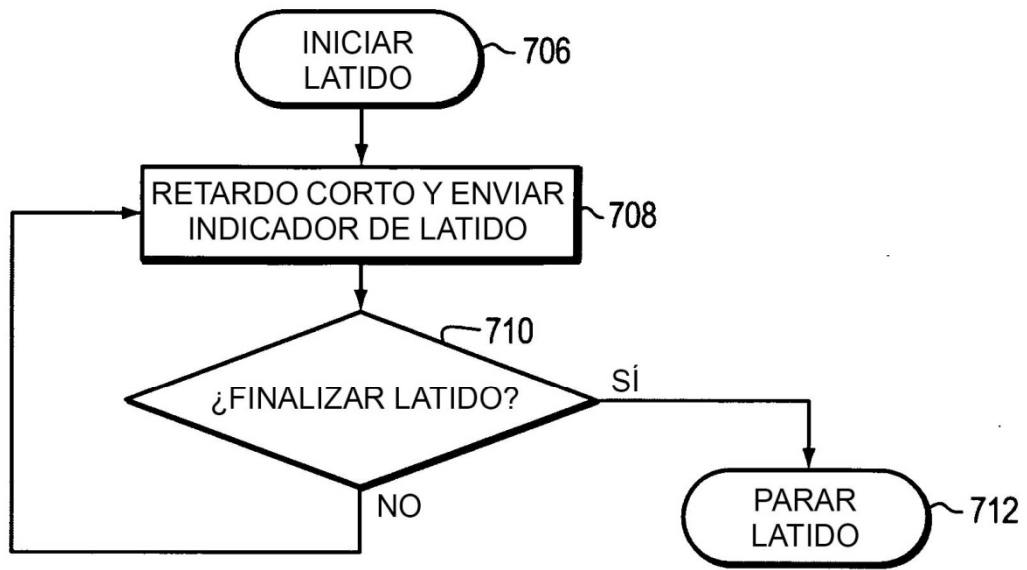 INICIAR
LATIDO
706
RETARDO CORTO Y ENVIAR
INDICADOR DE LATIDO
708
710
¿FINALIZAR LATIDO?
SÍ
NO
PARAR
LATIDO
712